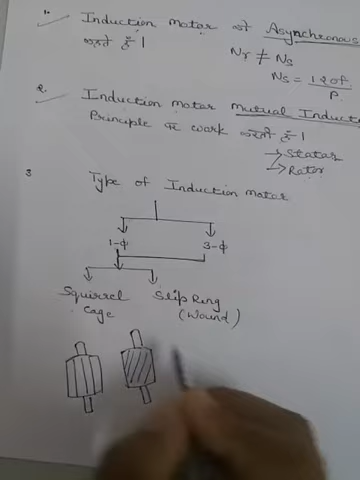 1. Induction motor को Asynchronous
कहते हैं।
Nr ≠ Ns
Ns = 120f / P.
2. Induction motor mutual Induct
Principle पर work करती हैं।
→ Stator
→ Rotor
3 Type of Induction motor
1-ф 3-ф
Squirrel Cage
Slip Ring (Wound)